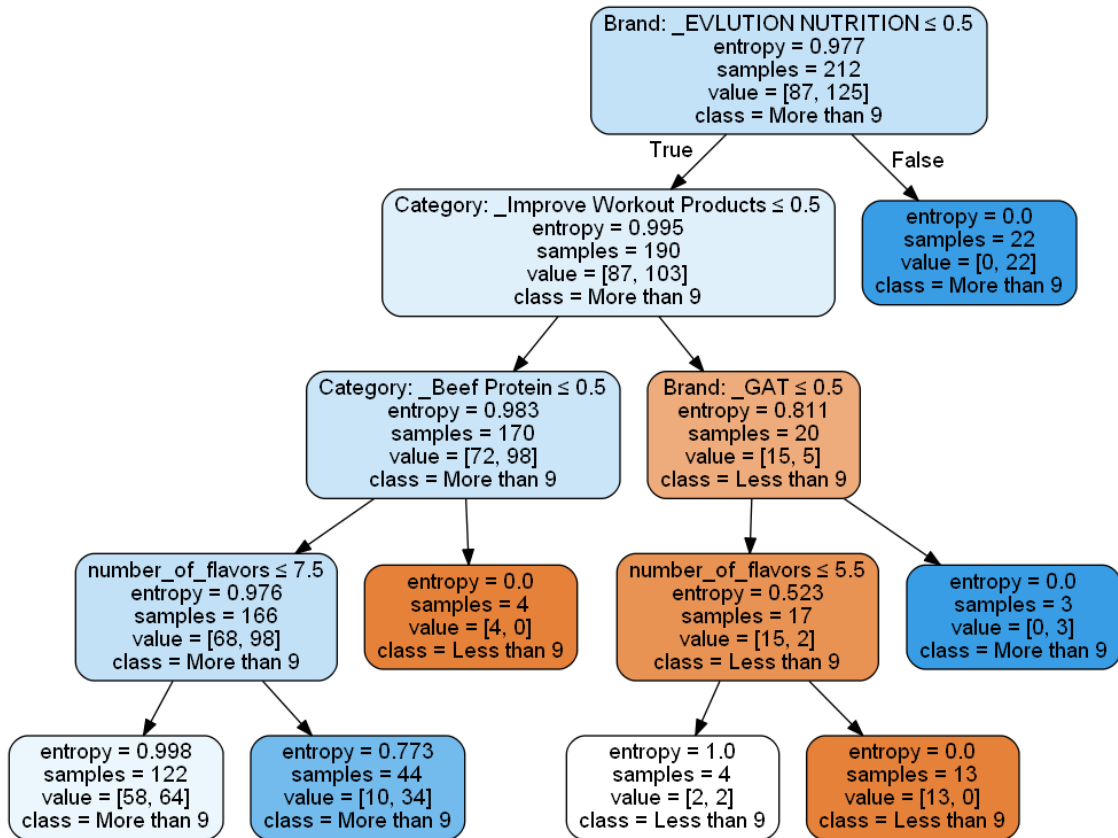 Brand: _EVLUTION NUTRITION ≤ 0.5
entropy = 0.977
samples = 212
value = [87, 125]
class = More than 9
True
False
Category: _Improve Workout Products ≤ 0.5
entropy = 0.995
samples = 190
value = [87, 103]
class = More than 9
entropy = 0.0
samples = 22
value = [0, 22]
class = More than 9
Category: _Beef Protein ≤ 0.5
entropy = 0.983
samples = 170
value = [72, 98]
class = More than 9
Brand: _GAT ≤ 0.5
entropy = 0.811
samples = 20
value = [15, 5]
class = Less than 9
number_of_flavors ≤ 7.5
entropy = 0.976
samples = 166
value = [68, 98]
class = More than 9
entropy = 0.0
samples = 4
value = [4, 0]
class = Less than 9
number_of_flavors ≤ 5.5
entropy = 0.523
samples = 17
value = [15, 2]
class = Less than 9
entropy = 0.0
samples = 3
value = [0, 3]
class = More than 9
entropy = 0.998
samples = 122
value = [58, 64]
class = More than 9
entropy = 0.773
samples = 44
value = [10, 34]
class = More than 9
entropy = 1.0
samples = 4
value = [2, 2]
class = Less than 9
entropy = 0.0
samples = 13
value = [13, 0]
class = Less than 9